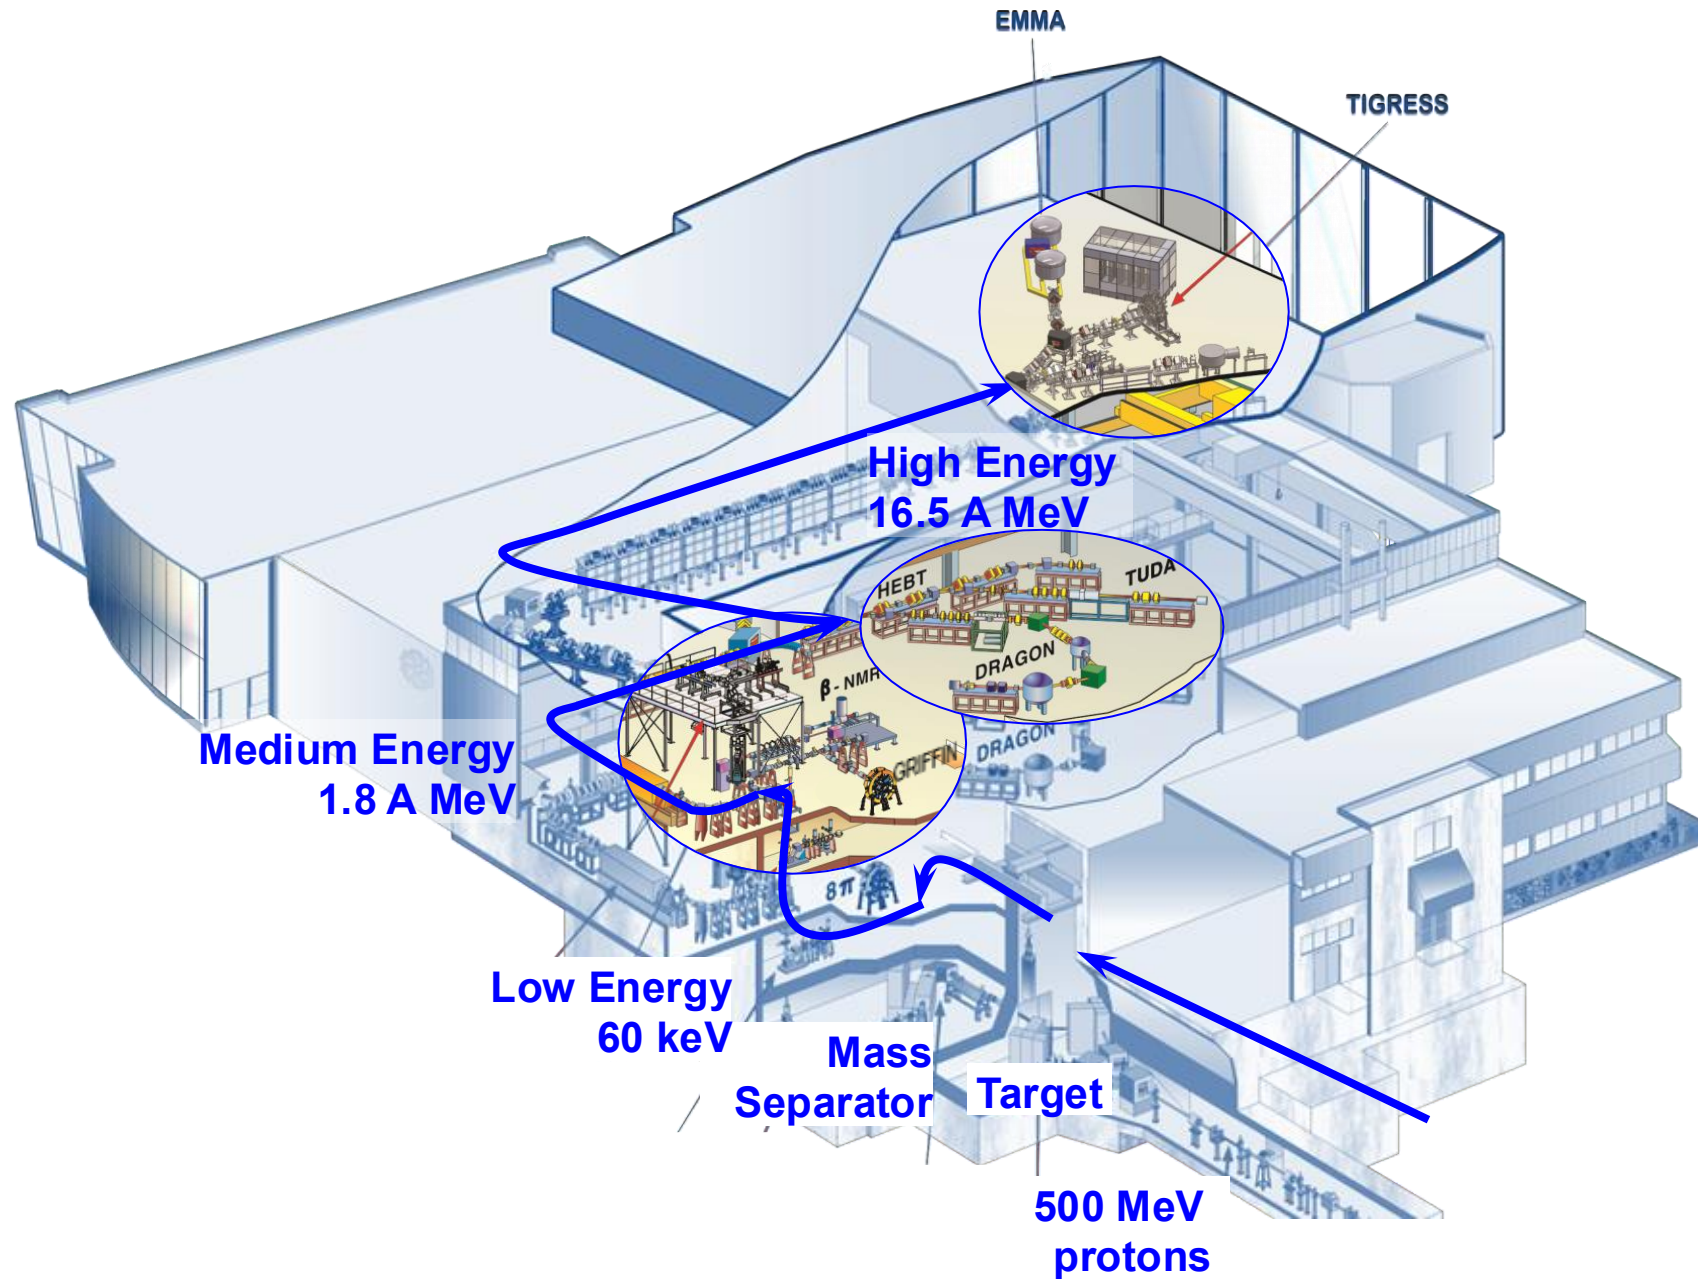 EMMA
TIGRESS
High Energy
16.5 A MeV
HEBT
TUDA
DRAGON
β-NMR
GRIFFIN
DRAGON
Medium Energy
1.8 A MeV
8π
Low Energy
60 keV
Mass
Separator
Target
500 MeV
protons